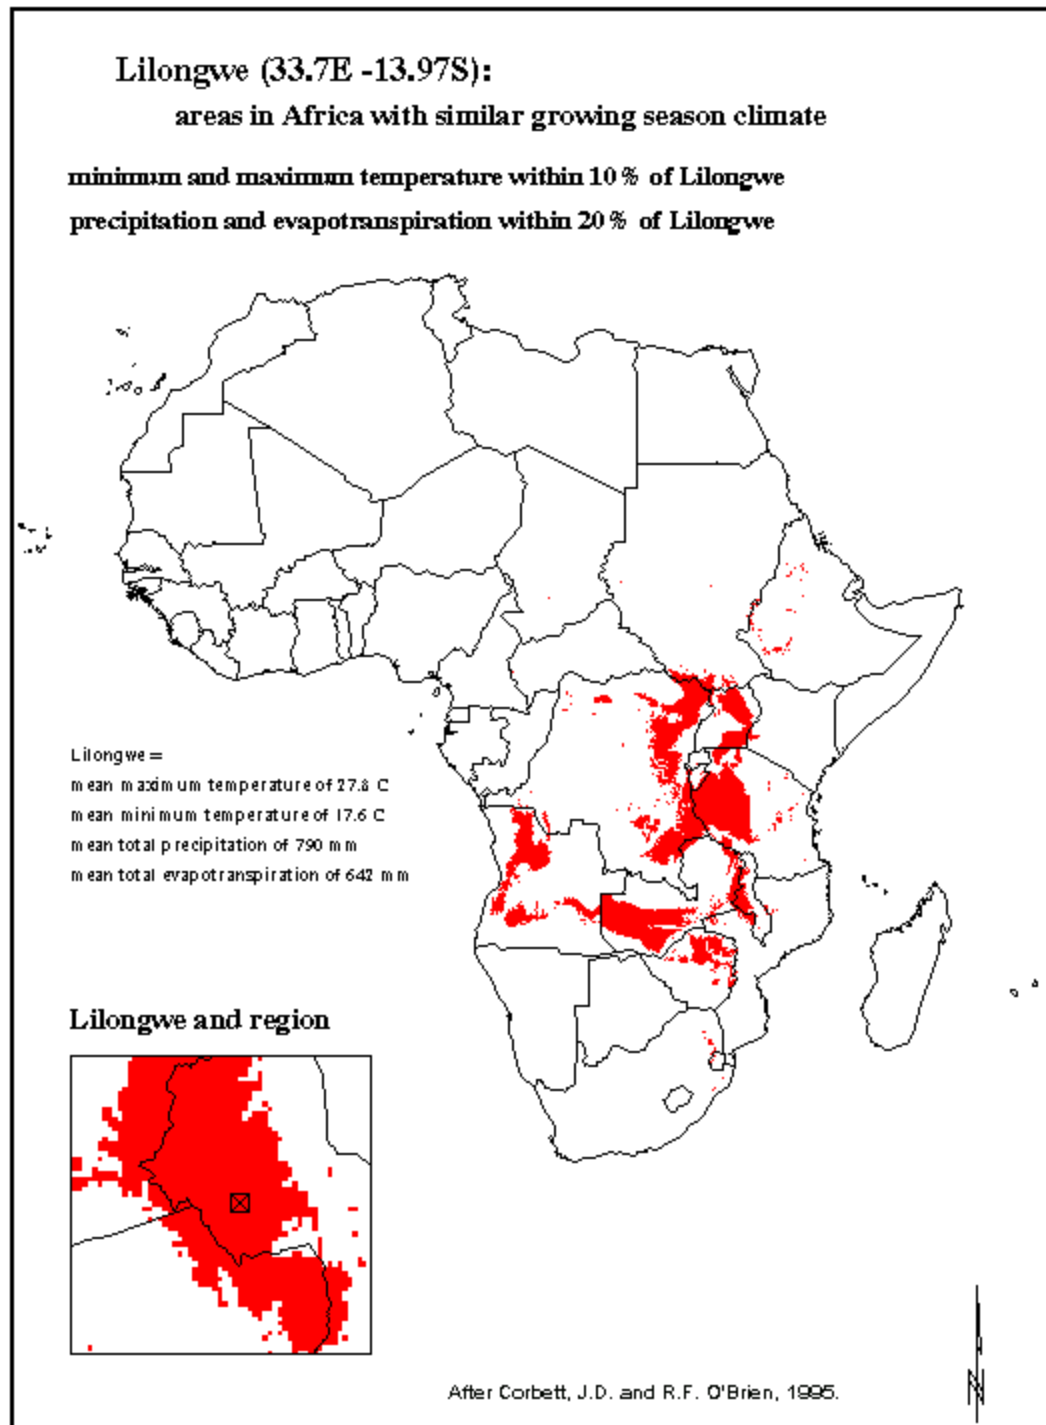 Lilongwe (33.7E -13.97S):
areas in Africa with similar growing season climate
minimum and maximum temperature within 10% of Lilongwe
precipitation and evapotranspiration within 20% of Lilongwe
Lilongwe=
mean maximum temperature of 27.8 C
mean minimum temperature of 17.6 C
mean total precipitation of 790 mm
mean total evapotranspiration of 642 mm
Lilongwe and region
N
After Corbett, J.D. and R.F. O'Brien, 1995.